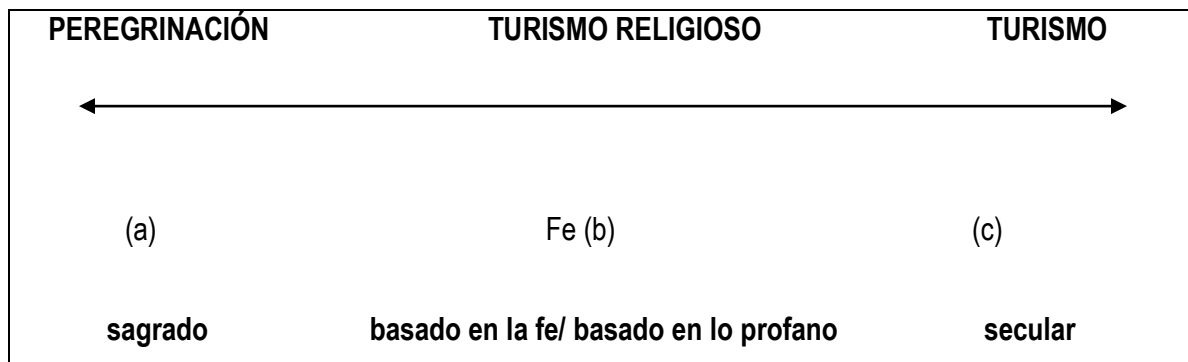 PEREGRINACIÓN TURISMO RELIGIOSO TURISMO
(a) Fe (b) (c)
sagrado basado en la fe/ basado en lo profano secular